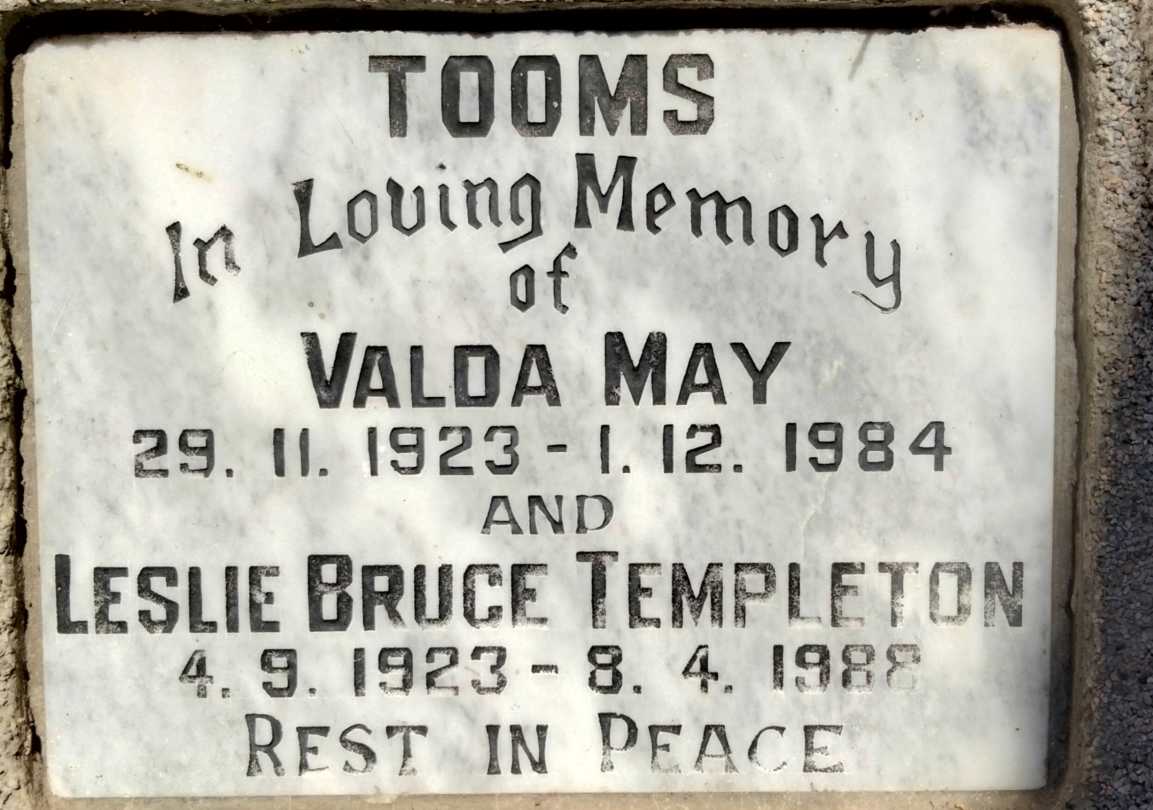 TOOMS
In Loving Memory
of
VALDA MAY
29. 11. 1923 - 1. 12. 1984
AND
LESLIE BRUCE TEMPLETON
4. 9. 1923 - 8. 4. 1988
REST IN PEACE